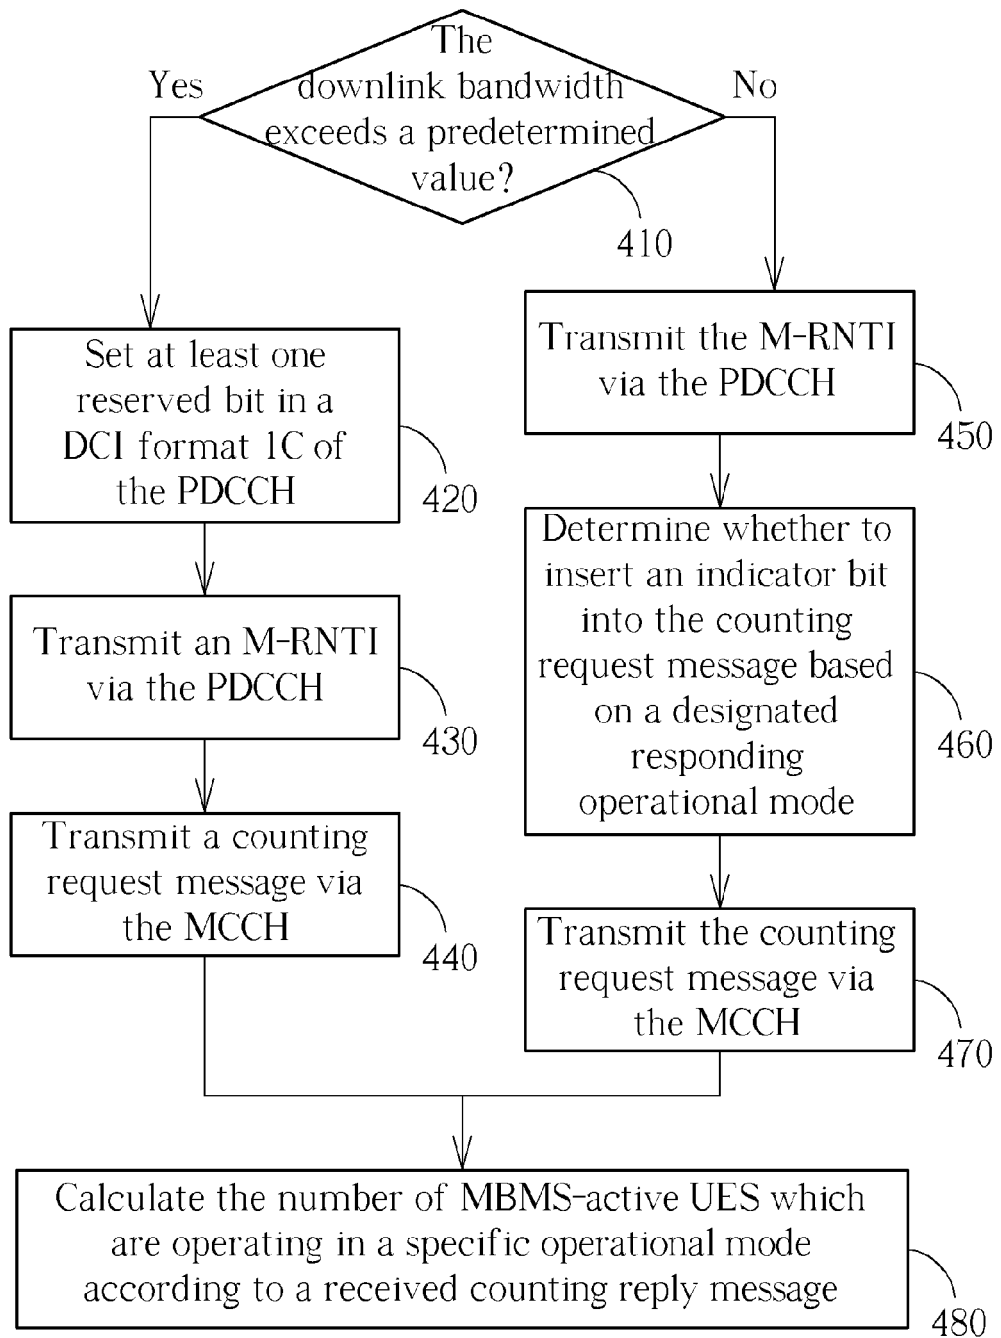 The
downlink bandwidth
exceeds a predetermined
value?
Yes
No
410
Set at least one
reserved bit in a
DCI format 1C of
the PDCCH
420
Transmit an M-RNTI
via the PDCCH
430
Transmit a counting
request message via
the MCCH
440
Transmit the M-RNTI
via the PDCCH
450
Determine whether to
insert an indicator bit
into the counting
request message based
on a designated
responding
operational mode
460
Transmit the counting
request message via
the MCCH
470
Calculate the number of MBMS-active UES which
are operating in a specific operational mode
according to a received counting reply message
480